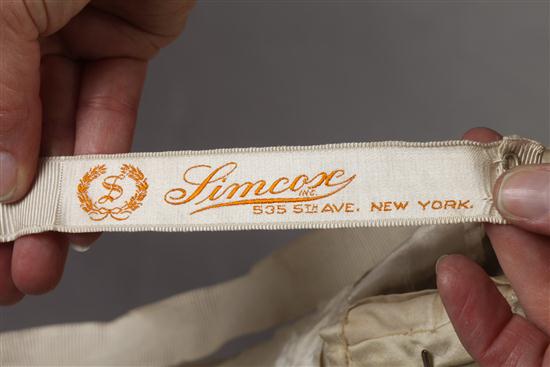 S
Simcox
INC.
535 5TH AVE. NEW YORK.